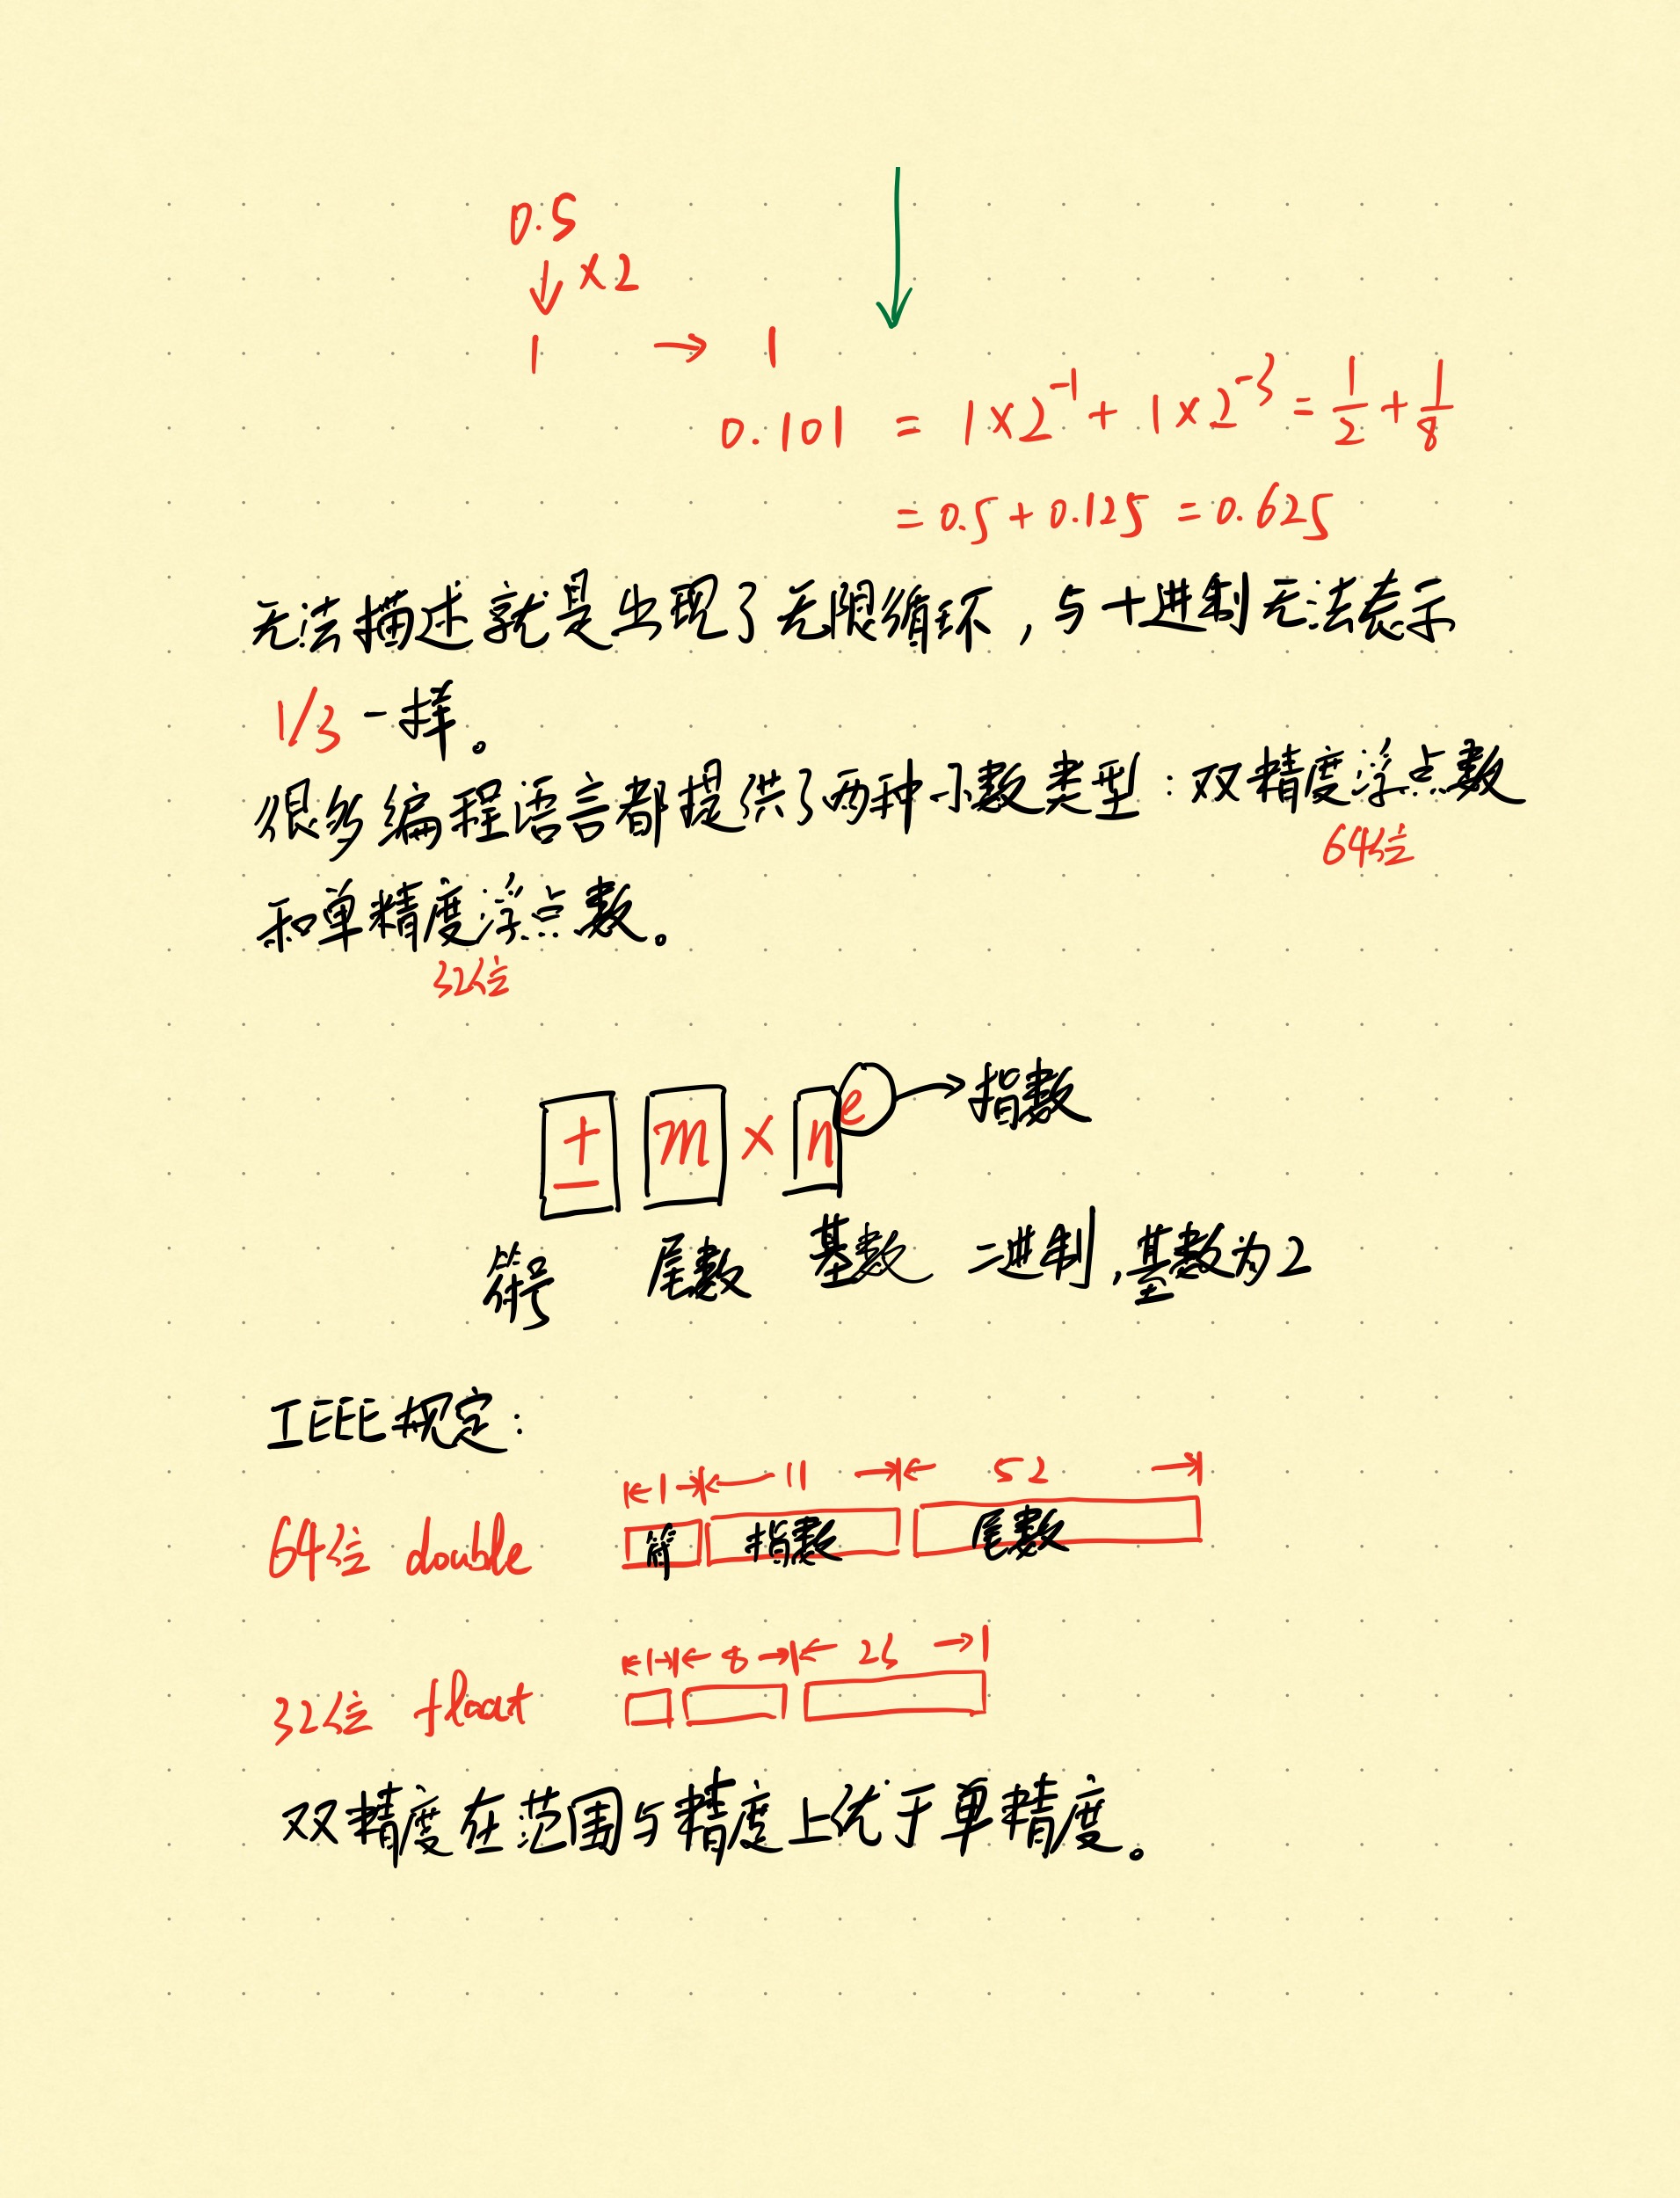 0.5
↓ ×2
1 → 1
0.101 = 1×2⁻¹ + 1×2⁻³ = 1/2 + 1/8
= 0.5 + 0.125 = 0.625
无法描述就是出现了无限循环，与十进制无法表示
1/3 一样。
很多编程语言都提供了两种小数类型：双精度浮点数
64位
和单精度浮点数。
32位
± m × nᵉ → 指数
符号 尾数 基数 二进制，基数为2
IEEE规定：
1 11 52
64位 double 符 指数 尾数
1 8 23
32位 float
双精度在范围与精度上优于单精度。